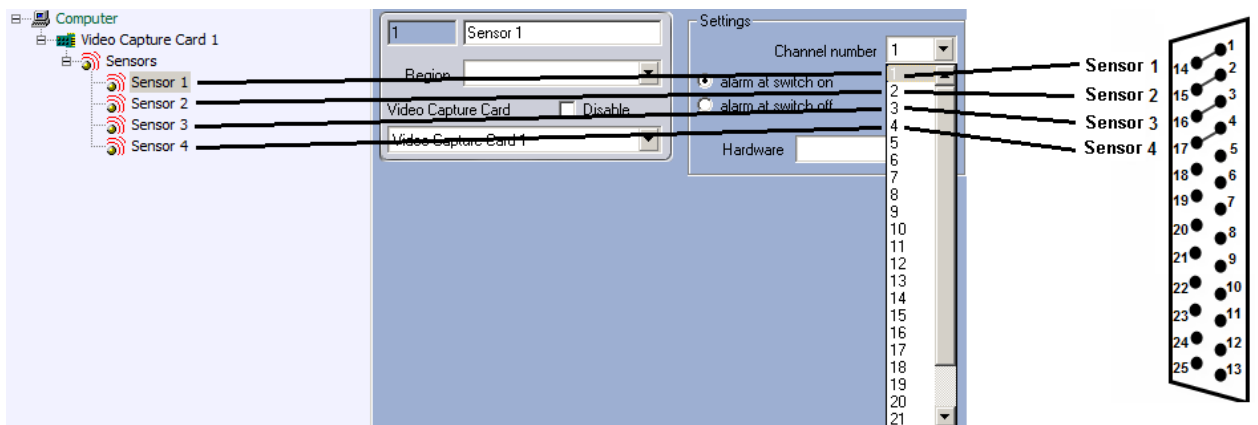 Computer
Video Capture Card 1
Sensors
Sensor 1
Sensor 2
Sensor 3
Sensor 4
1
Sensor 1
Region
Video Capture Card
Disable
Video Capture Card 1
Settings
Channel number
1
alarm at switch on
alarm at switch off
Hardware
1
2
3
4
5
6
7
8
9
10
11
12
13
14
15
16
17
18
19
20
21
Sensor 1
Sensor 2
Sensor 3
Sensor 4
1
14
2
15
3
16
4
17
5
18
6
19
7
20
8
21
9
22
10
23
11
24
12
25
13